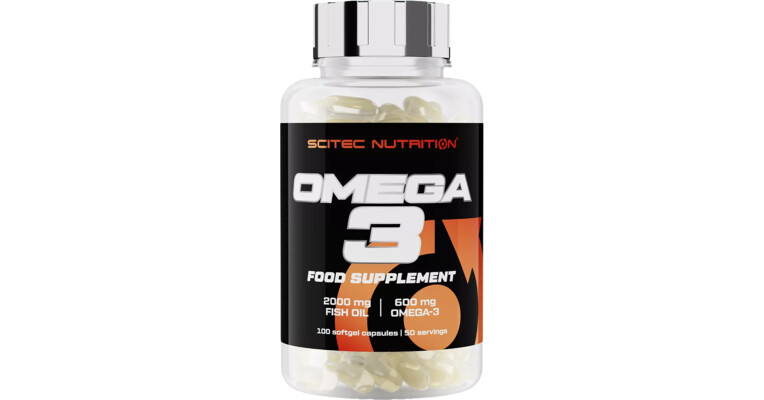 SCITEC NUTRITION
OMEGA
3
FOOD SUPPLEMENT
2000 mg | 600 mg
FISH OIL | OMEGA-3
100 softgel capsules | 50 servings